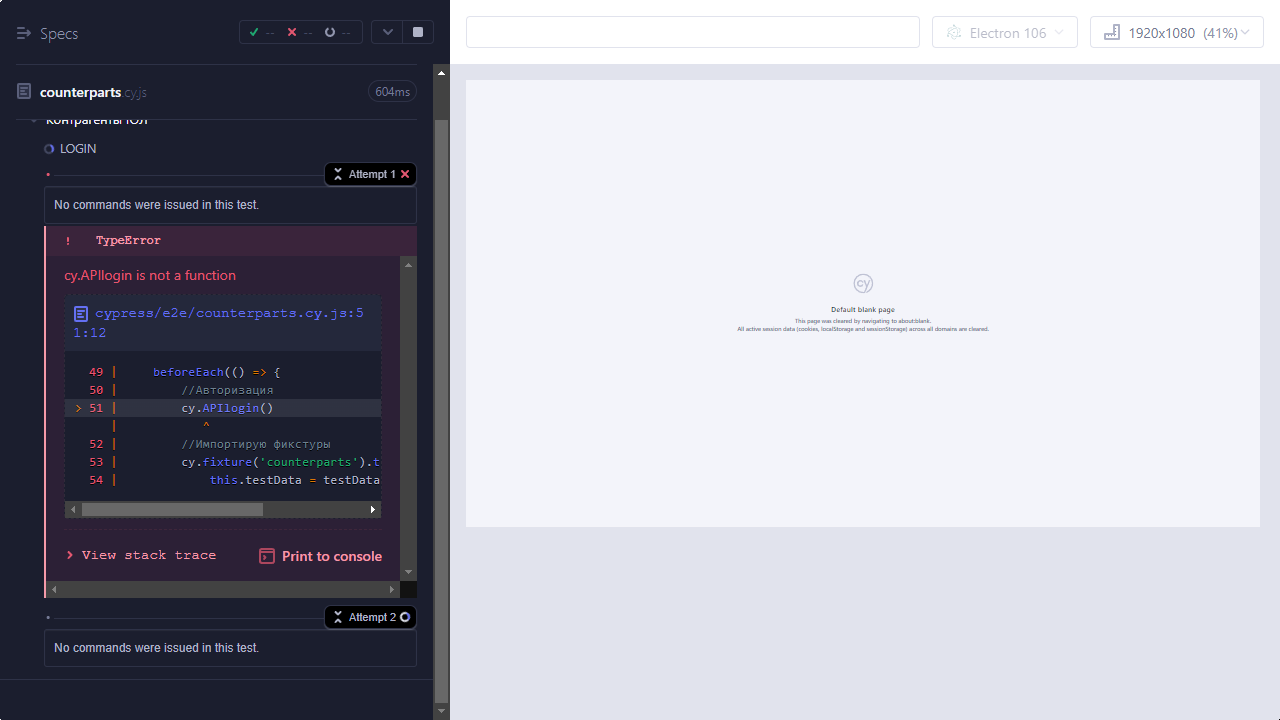 Specs
-- -- --
Electron 106
1920x1080 (41%)
counterparts.cy.js
604ms
Контрагенты ЮЛ
LOGIN
Attempt 1
No commands were issued in this test.
! TypeError
cy.APIlogin is not a function
cypress/e2e/counterparts.cy.js:5
1:12
49 | beforeEach(() => {
50 | //Авторизация
> 51 | cy.APIlogin()
| ^
52 | //Импортирую фикстуры
53 | cy.fixture('counterparts').t
54 | this.testData = testData
> View stack trace
Print to console
Attempt 2
No commands were issued in this test.
cy
Default blank page
This page was cleared by navigating to about:blank.
All active session data (cookies, localStorage and sessionStorage) across all domains are cleared.